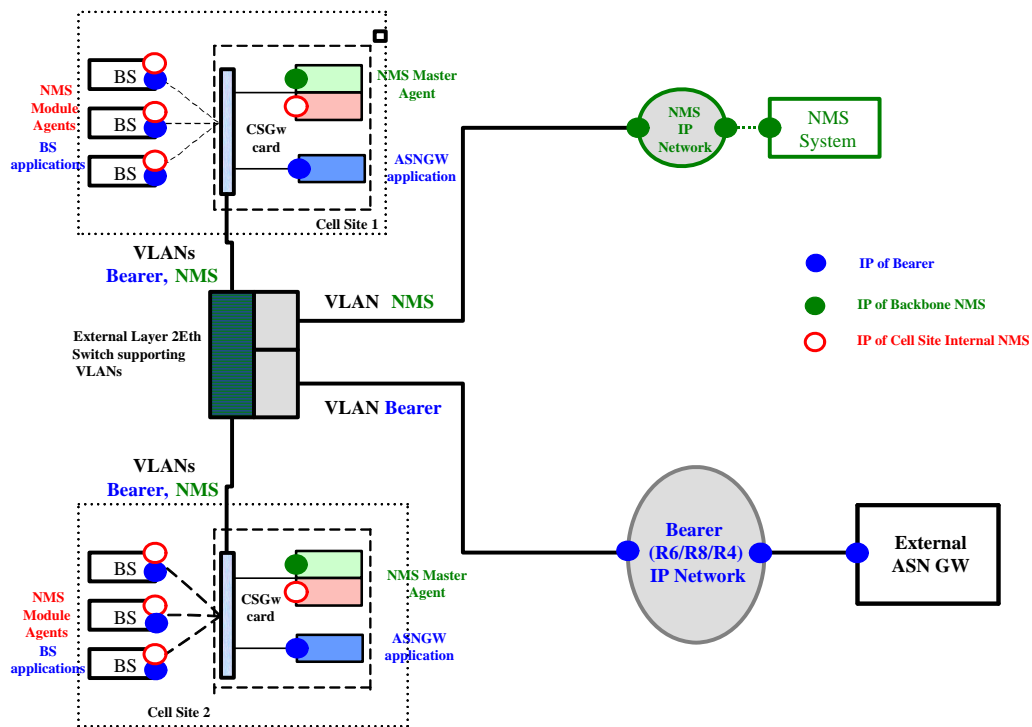 BS
BS
BS
NMS
Module
Agents
BS
applications
CSGw
card
NMS Master
Agent
ASNGW
application
Cell Site 1
NMS
IP
Network
NMS
System
VLANs
Bearer, NMS
VLAN NMS
External Layer 2Eth
Switch supporting
VLANs
VLAN Bearer
IP of Bearer
IP of Backbone NMS
IP of Cell Site Internal NMS
VLANs
Bearer, NMS
BS
BS
BS
NMS
Module
Agents
BS
applications
CSGw
card
NMS Master
Agent
ASNGW
application
Cell Site 2
Bearer
(R6/R8/R4)
IP Network
External
ASN GW